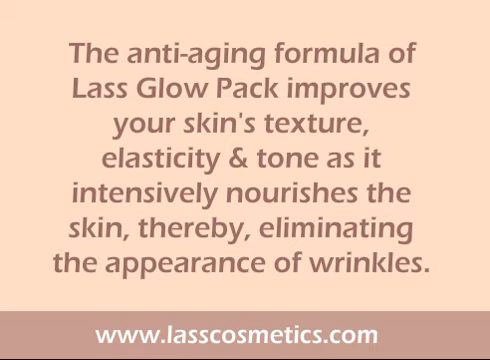 The anti-aging formula of
Lass Glow Pack improves
your skin's texture,
elasticity & tone as it
intensively nourishes the
skin, thereby, eliminating
the appearance of wrinkles.
www.lasscosmetics.com